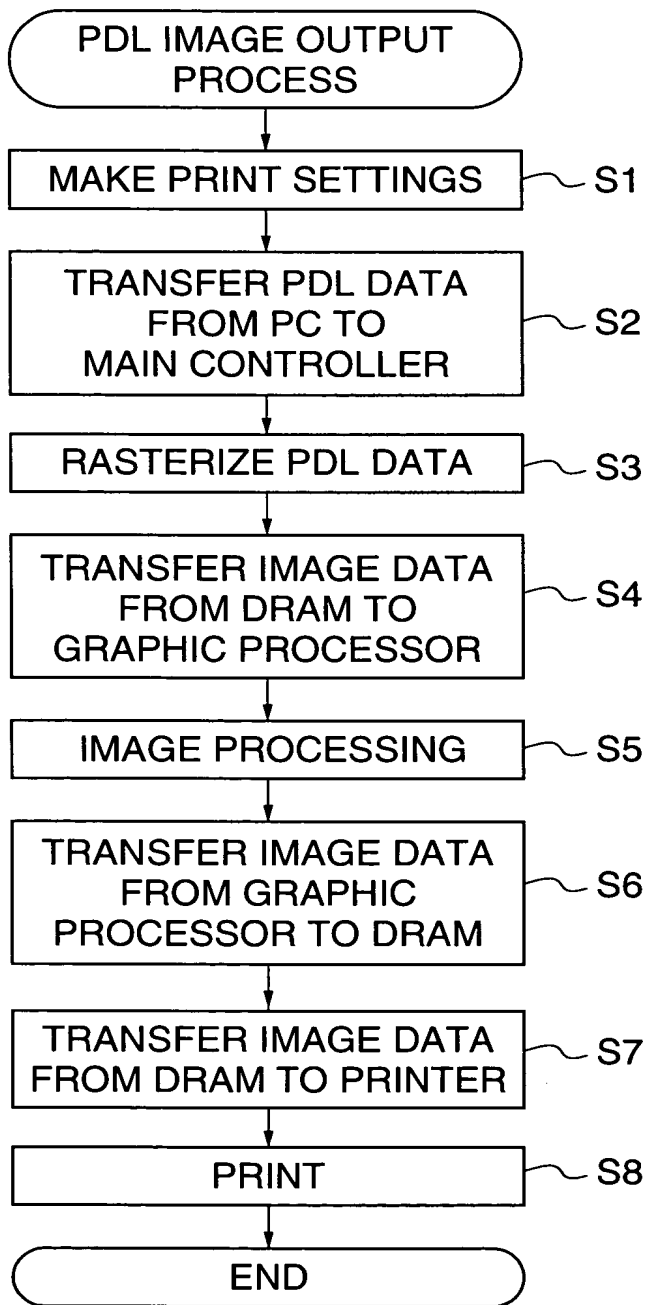 PDL IMAGE OUTPUT
PROCESS
MAKE PRINT SETTINGS
S1
TRANSFER PDL DATA
FROM PC TO
MAIN CONTROLLER
S2
RASTERIZE PDL DATA
S3
TRANSFER IMAGE DATA
FROM DRAM TO
GRAPHIC PROCESSOR
S4
IMAGE PROCESSING
S5
TRANSFER IMAGE DATA
FROM GRAPHIC
PROCESSOR TO DRAM
S6
TRANSFER IMAGE DATA
FROM DRAM TO PRINTER
S7
PRINT
S8
END